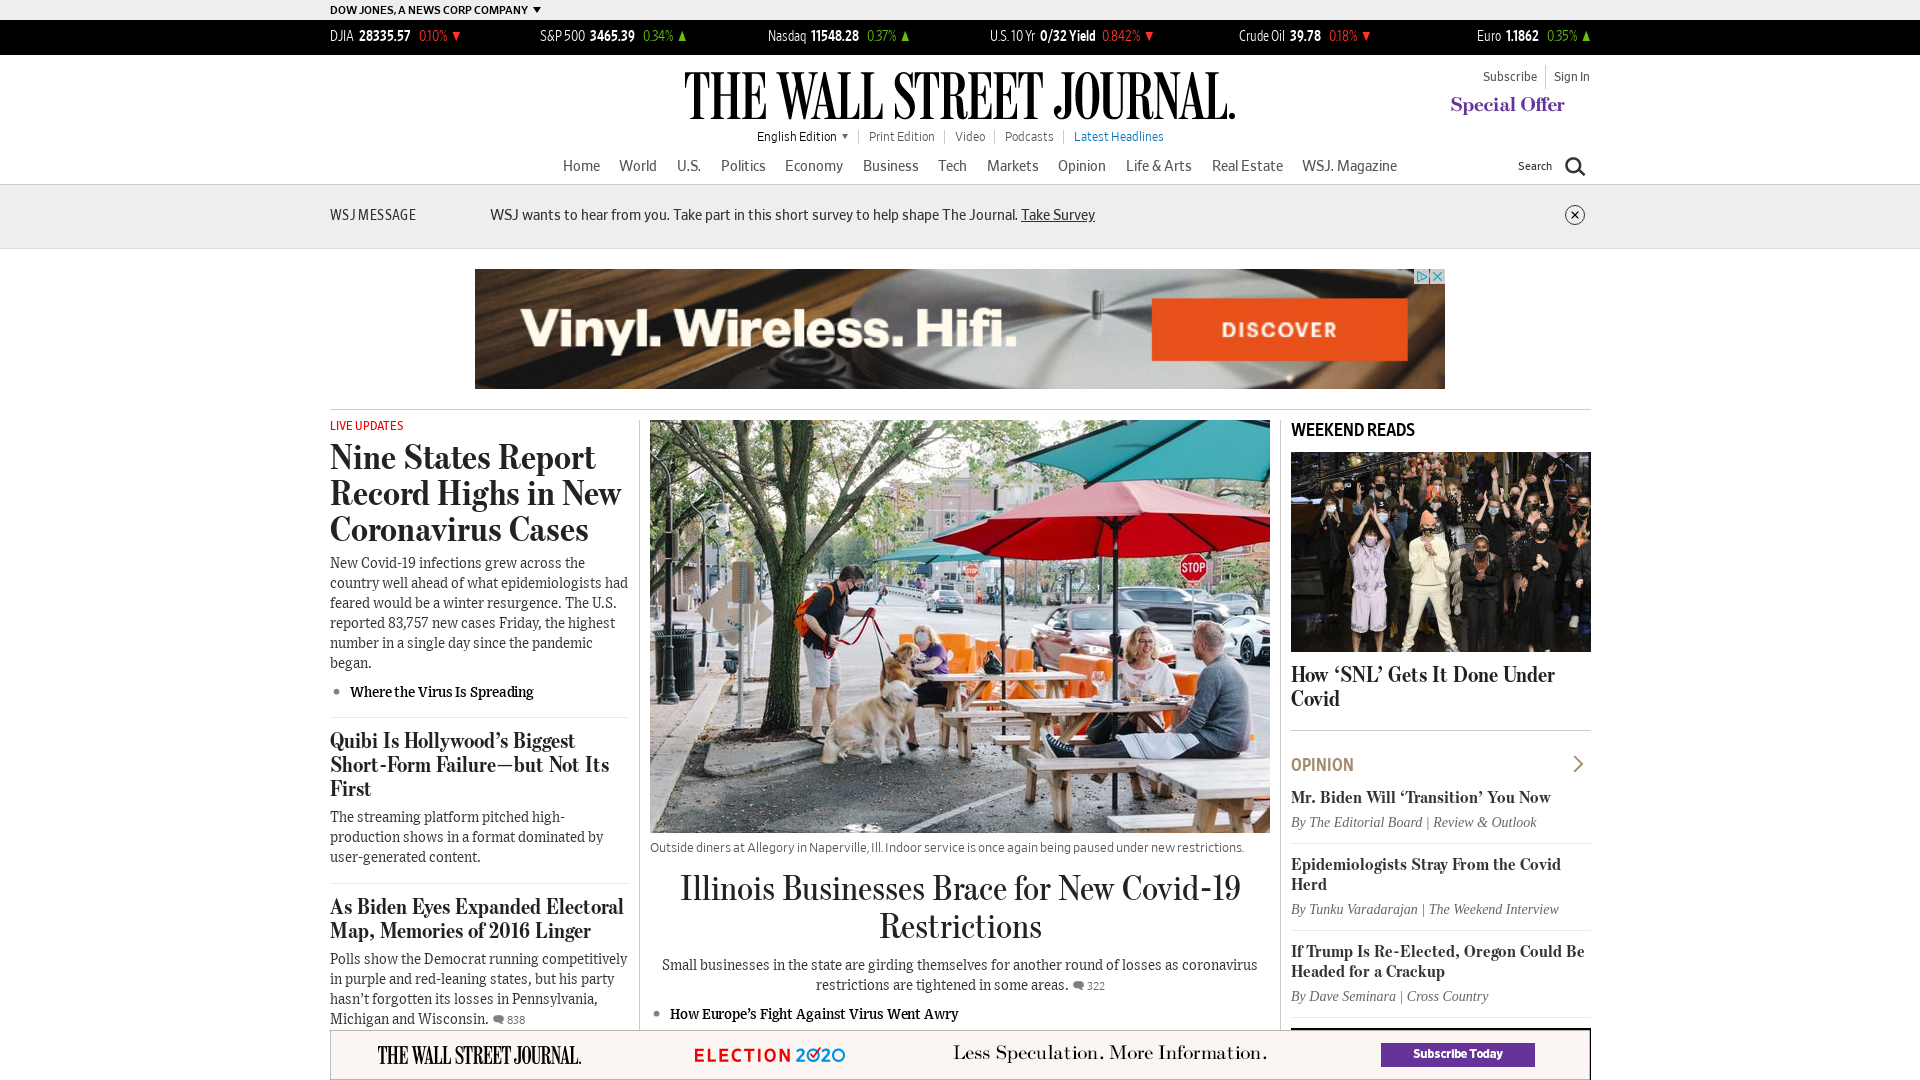 DOW JONES, A NEWS CORP COMPANY
DJIA 28335.57 0.10%
S&P 500 3465.39 0.34%
Nasdaq 11548.28 0.37%
U.S. 10 Yr 0/32 Yield 0.842%
Crude Oil 39.78 0.18%
Euro 1.1862 0.35%
THE WALL STREET JOURNAL.
Subscribe Sign In
Special Offer
English Edition Print Edition Video Podcasts Latest Headlines
Home World U.S. Politics Economy Business Tech Markets Opinion Life & Arts Real Estate WSJ. Magazine
Search
WSJ MESSAGE
WSJ wants to hear from you. Take part in this short survey to help shape The Journal. Take Survey
Vinyl. Wireless. Hifi.
DISCOVER
LIVE UPDATES
Nine States Report
Record Highs in New
Coronavirus Cases
New Covid-19 infections grew across the
country well ahead of what epidemiologists had
feared would be a winter resurgence. The U.S.
reported 83,757 new cases Friday, the highest
number in a single day since the pandemic
began.
Where the Virus Is Spreading
Quibi Is Hollywood’s Biggest
Short-Form Failure—but Not Its
First
The streaming platform pitched high-
production shows in a format dominated by
user-generated content.
As Biden Eyes Expanded Electoral
Map, Memories of 2016 Linger
Polls show the Democrat running competitively
in purple and red-leaning states, but his party
hasn’t forgotten its losses in Pennsylvania,
Michigan and Wisconsin. 838
STOP
STOP
Outside diners at Allegory in Naperville, Ill. Indoor service is once again being paused under new restrictions.
Illinois Businesses Brace for New Covid-19
Restrictions
Small businesses in the state are girding themselves for another round of losses as coronavirus
restrictions are tightened in some areas. 322
How Europe’s Fight Against Virus Went Awry
WEEKEND READS
How ‘SNL’ Gets It Done Under
Covid
OPINION
Mr. Biden Will ‘Transition’ You Now
By The Editorial Board | Review & Outlook
Epidemiologists Stray From the Covid
Herd
By Tunku Varadarajan | The Weekend Interview
If Trump Is Re-Elected, Oregon Could Be
Headed for a Crackup
By Dave Seminara | Cross Country
THE WALL STREET JOURNAL.
ELECTION 2020
Less Speculation. More Information.
Subscribe Today